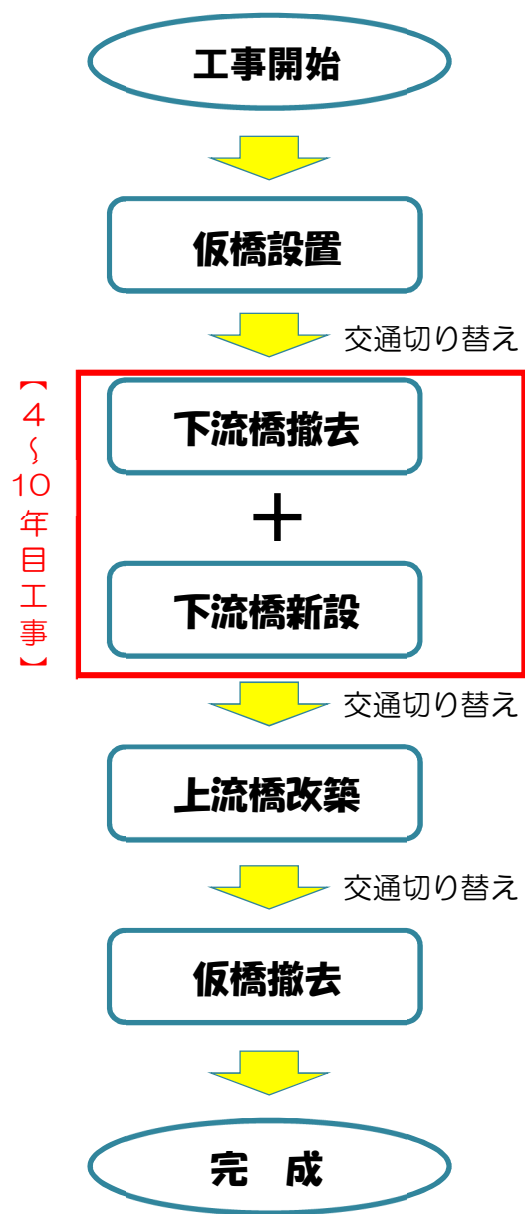 工事開始
仮橋設置
交通切り替え
【4～10年目工事】
下流橋撤去
＋
下流橋新設
交通切り替え
上流橋改築
交通切り替え
仮橋撤去
完　成